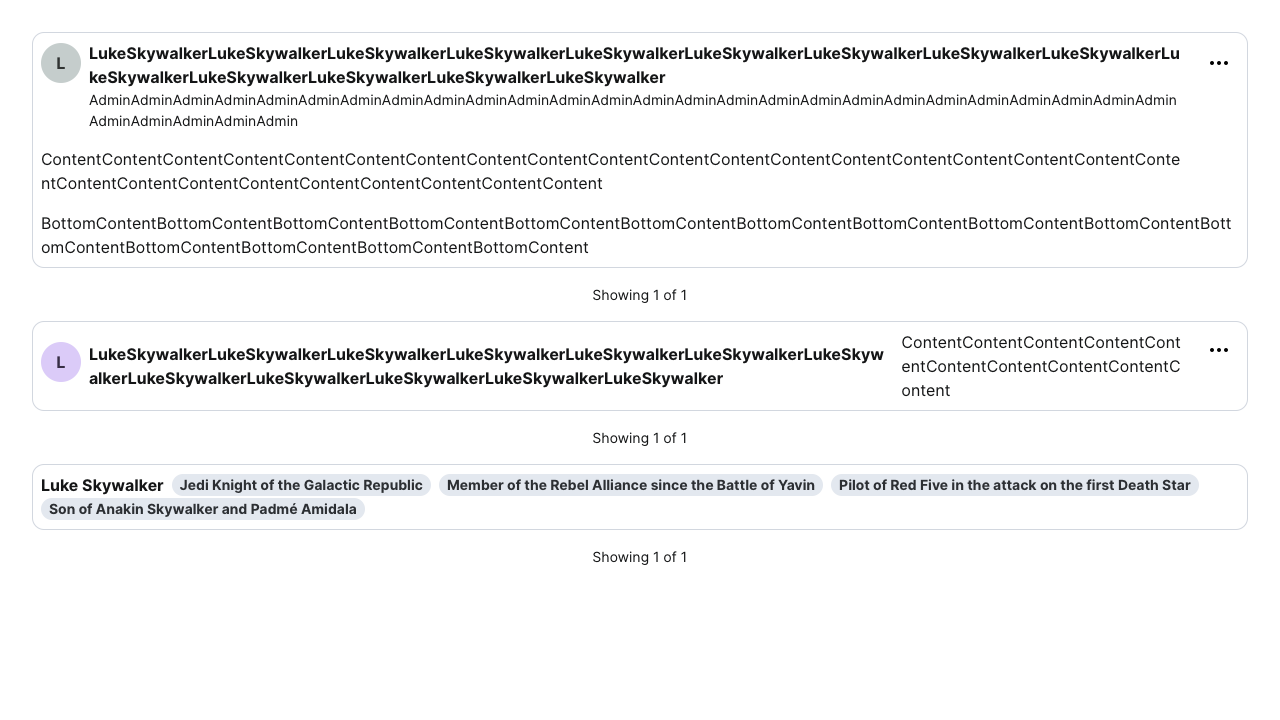 L
LukeSkywalkerLukeSkywalkerLukeSkywalkerLukeSkywalkerLukeSkywalkerLukeSkywalkerLukeSkywalkerLukeSkywalkerLukeSkywalkerLu
keSkywalkerLukeSkywalkerLukeSkywalkerLukeSkywalkerLukeSkywalker
AdminAdminAdminAdminAdminAdminAdminAdminAdminAdminAdminAdminAdminAdminAdminAdminAdminAdminAdminAdminAdminAdminAdminAdminAdminAdmin
AdminAdminAdminAdminAdmin
ContentContentContentContentContentContentContentContentContentContentContentContentContentContentContentContentContentContentConte
ntContentContentContentContentContentContentContentContentContent
BottomContentBottomContentBottomContentBottomContentBottomContentBottomContentBottomContentBottomContentBottomContentBottomContentBott
omContentBottomContentBottomContentBottomContentBottomContent
Showing 1 of 1
L
LukeSkywalkerLukeSkywalkerLukeSkywalkerLukeSkywalkerLukeSkywalkerLukeSkywalkerLukeSkyw
alkerLukeSkywalkerLukeSkywalkerLukeSkywalkerLukeSkywalkerLukeSkywalker
ContentContentContentContentCont
entContentContentContentContentC
ontent
Showing 1 of 1
Luke Skywalker Jedi Knight of the Galactic Republic Member of the Rebel Alliance since the Battle of Yavin Pilot of Red Five in the attack on the first Death Star
Son of Anakin Skywalker and Padmé Amidala
Showing 1 of 1